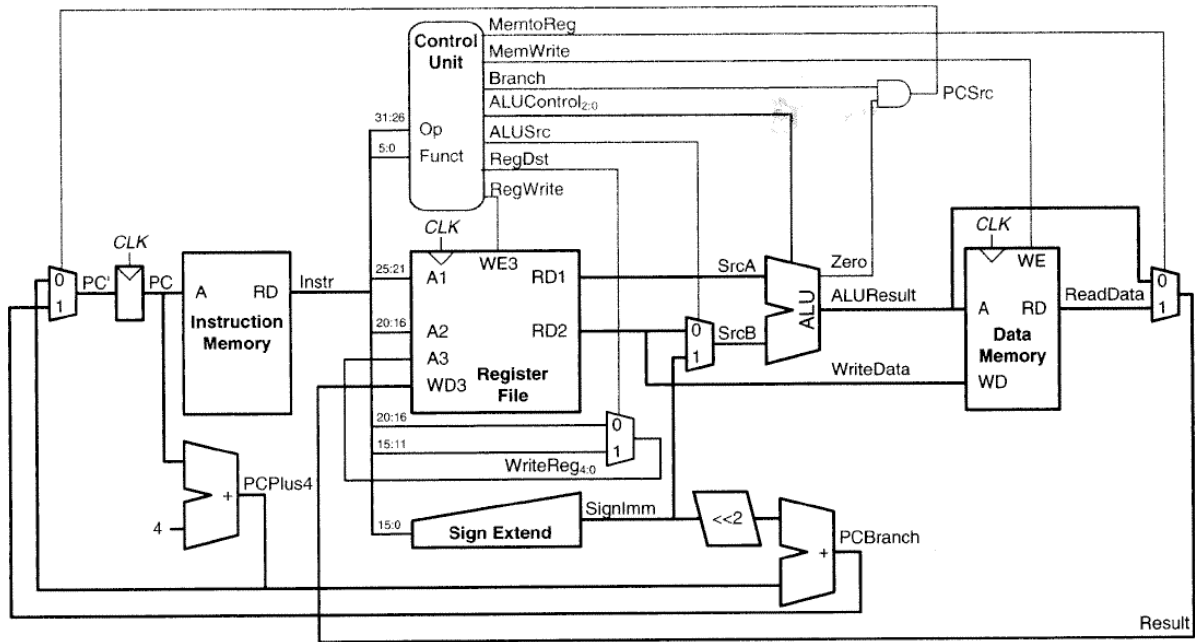 MemtoReg
Control
Unit
MemWrite
Branch
ALUControl2:0
PCSrc
31:26
Op
ALUSrc
5:0
Funct
RegDst
RegWrite
CLK
CLK
CLK
0
1
PC'
PC
A
RD
Instr
Instruction
Memory
25:21
A1
WE3
RD1
SrcA
Zero
ALU
ALUResult
WE
A
RD
ReadData
0
1
20:16
A2
RD2
0
1
SrcB
A3
Data
Memory
WD3
Register
File
WriteData
WD
20:16
0
15:11
1
WriteReg4:0
PCPlus4
+
4
SignImm
15:0
Sign Extend
<<2
PCBranch
+
Result